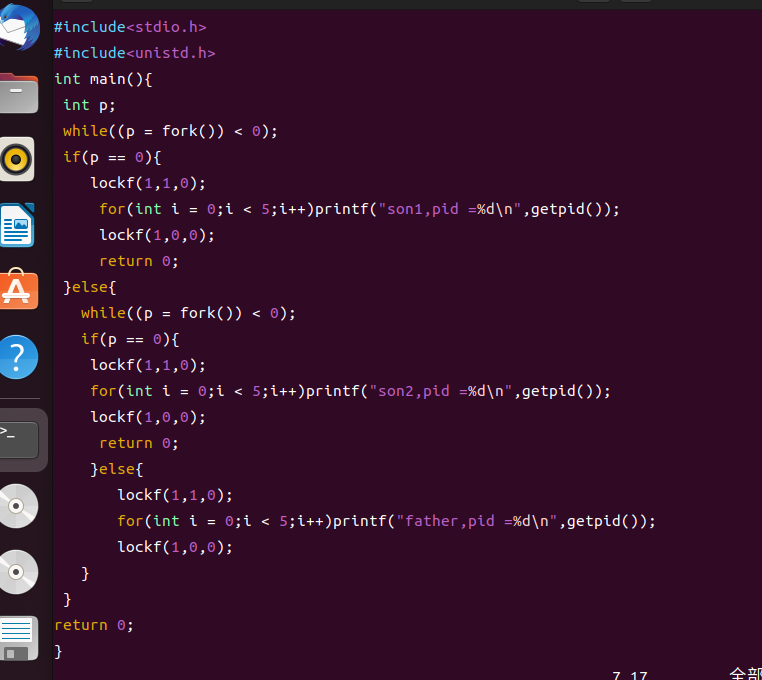 #include<stdio.h>
#include<unistd.h>
int main(){
 int p;
 while((p = fork()) < 0);
 if(p == 0){
    lockf(1,1,0);
     for(int i = 0;i < 5;i++)printf("son1,pid =%d\n",getpid());
     lockf(1,0,0);
     return 0;
 }else{
   while((p = fork()) < 0);
   if(p == 0){
    lockf(1,1,0);
    for(int i = 0;i < 5;i++)printf("son2,pid =%d\n",getpid());
    lockf(1,0,0);
     return 0;
    }else{
       lockf(1,1,0);
       for(int i = 0;i < 5;i++)printf("father,pid =%d\n",getpid());
       lockf(1,0,0);
   }
 }
return 0;
}
7,17 全部